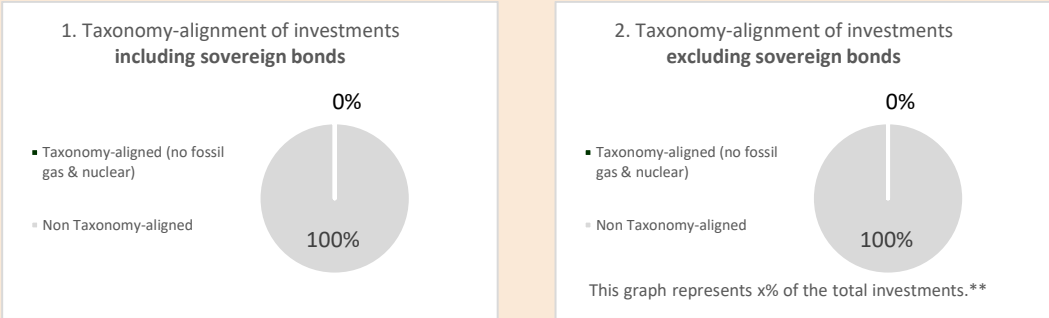 1. Taxonomy-alignment of investments
including sovereign bonds
0%
Taxonomy-aligned (no fossil
gas & nuclear)
Non Taxonomy-aligned
100%
2. Taxonomy-alignment of investments
excluding sovereign bonds
0%
Taxonomy-aligned (no fossil
gas & nuclear)
Non Taxonomy-aligned
100%
This graph represents x% of the total investments.**